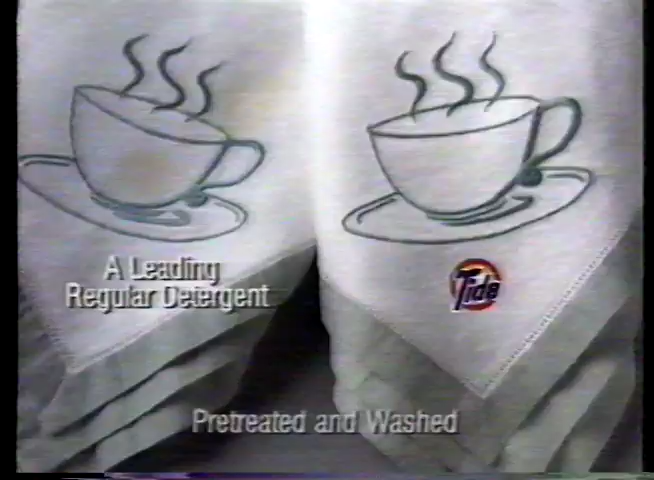 A Leading
Regular Detergent
Tide
Pretreated and Washed